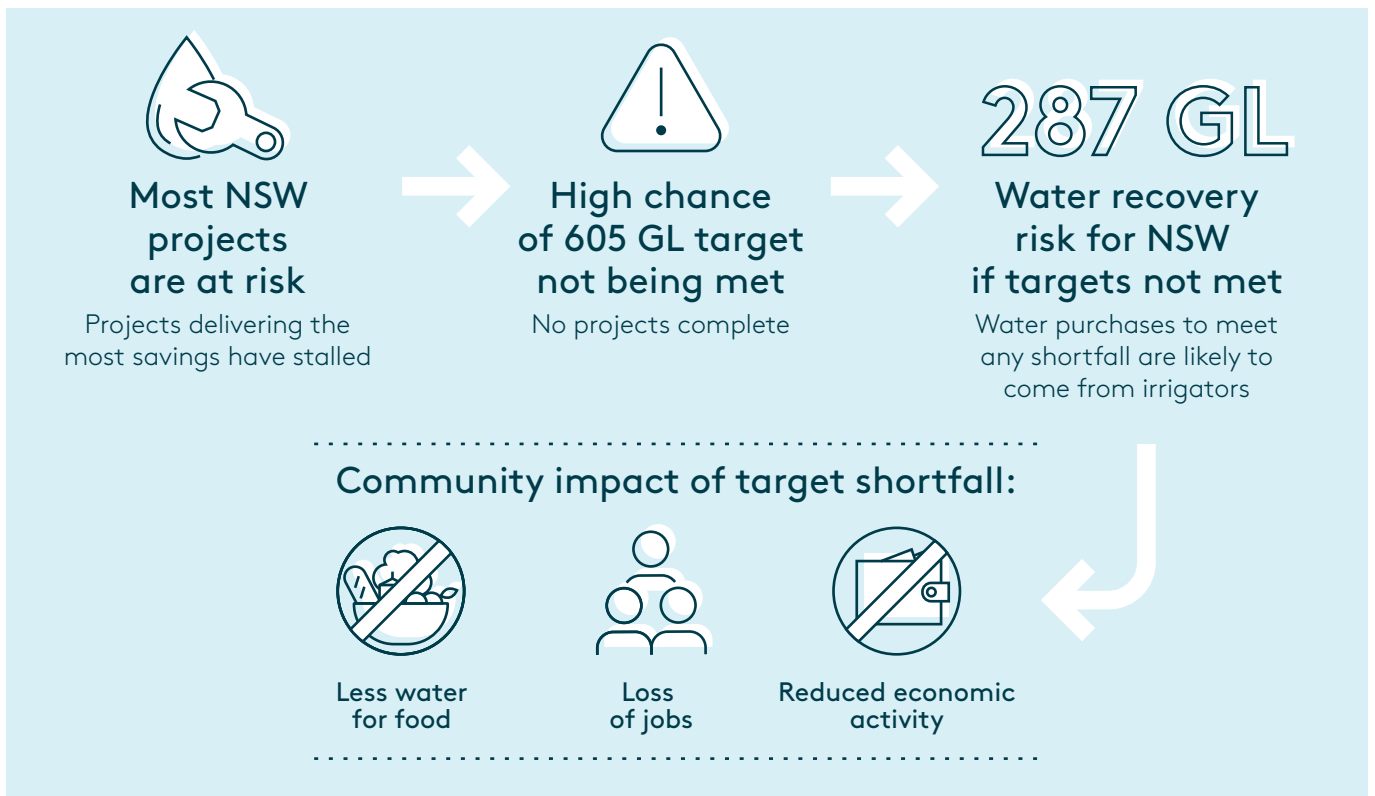 Most NSW
projects
are at risk
Projects delivering the
most savings have stalled
High chance
of 605 GL target
not being met
No projects complete
287 GL
Water recovery
risk for NSW
if targets not met
Water purchases to meet
any shortfall are likely to
come from irrigators
Community impact of target shortfall:
Less water
for food
Loss
of jobs
Reduced economic
activity